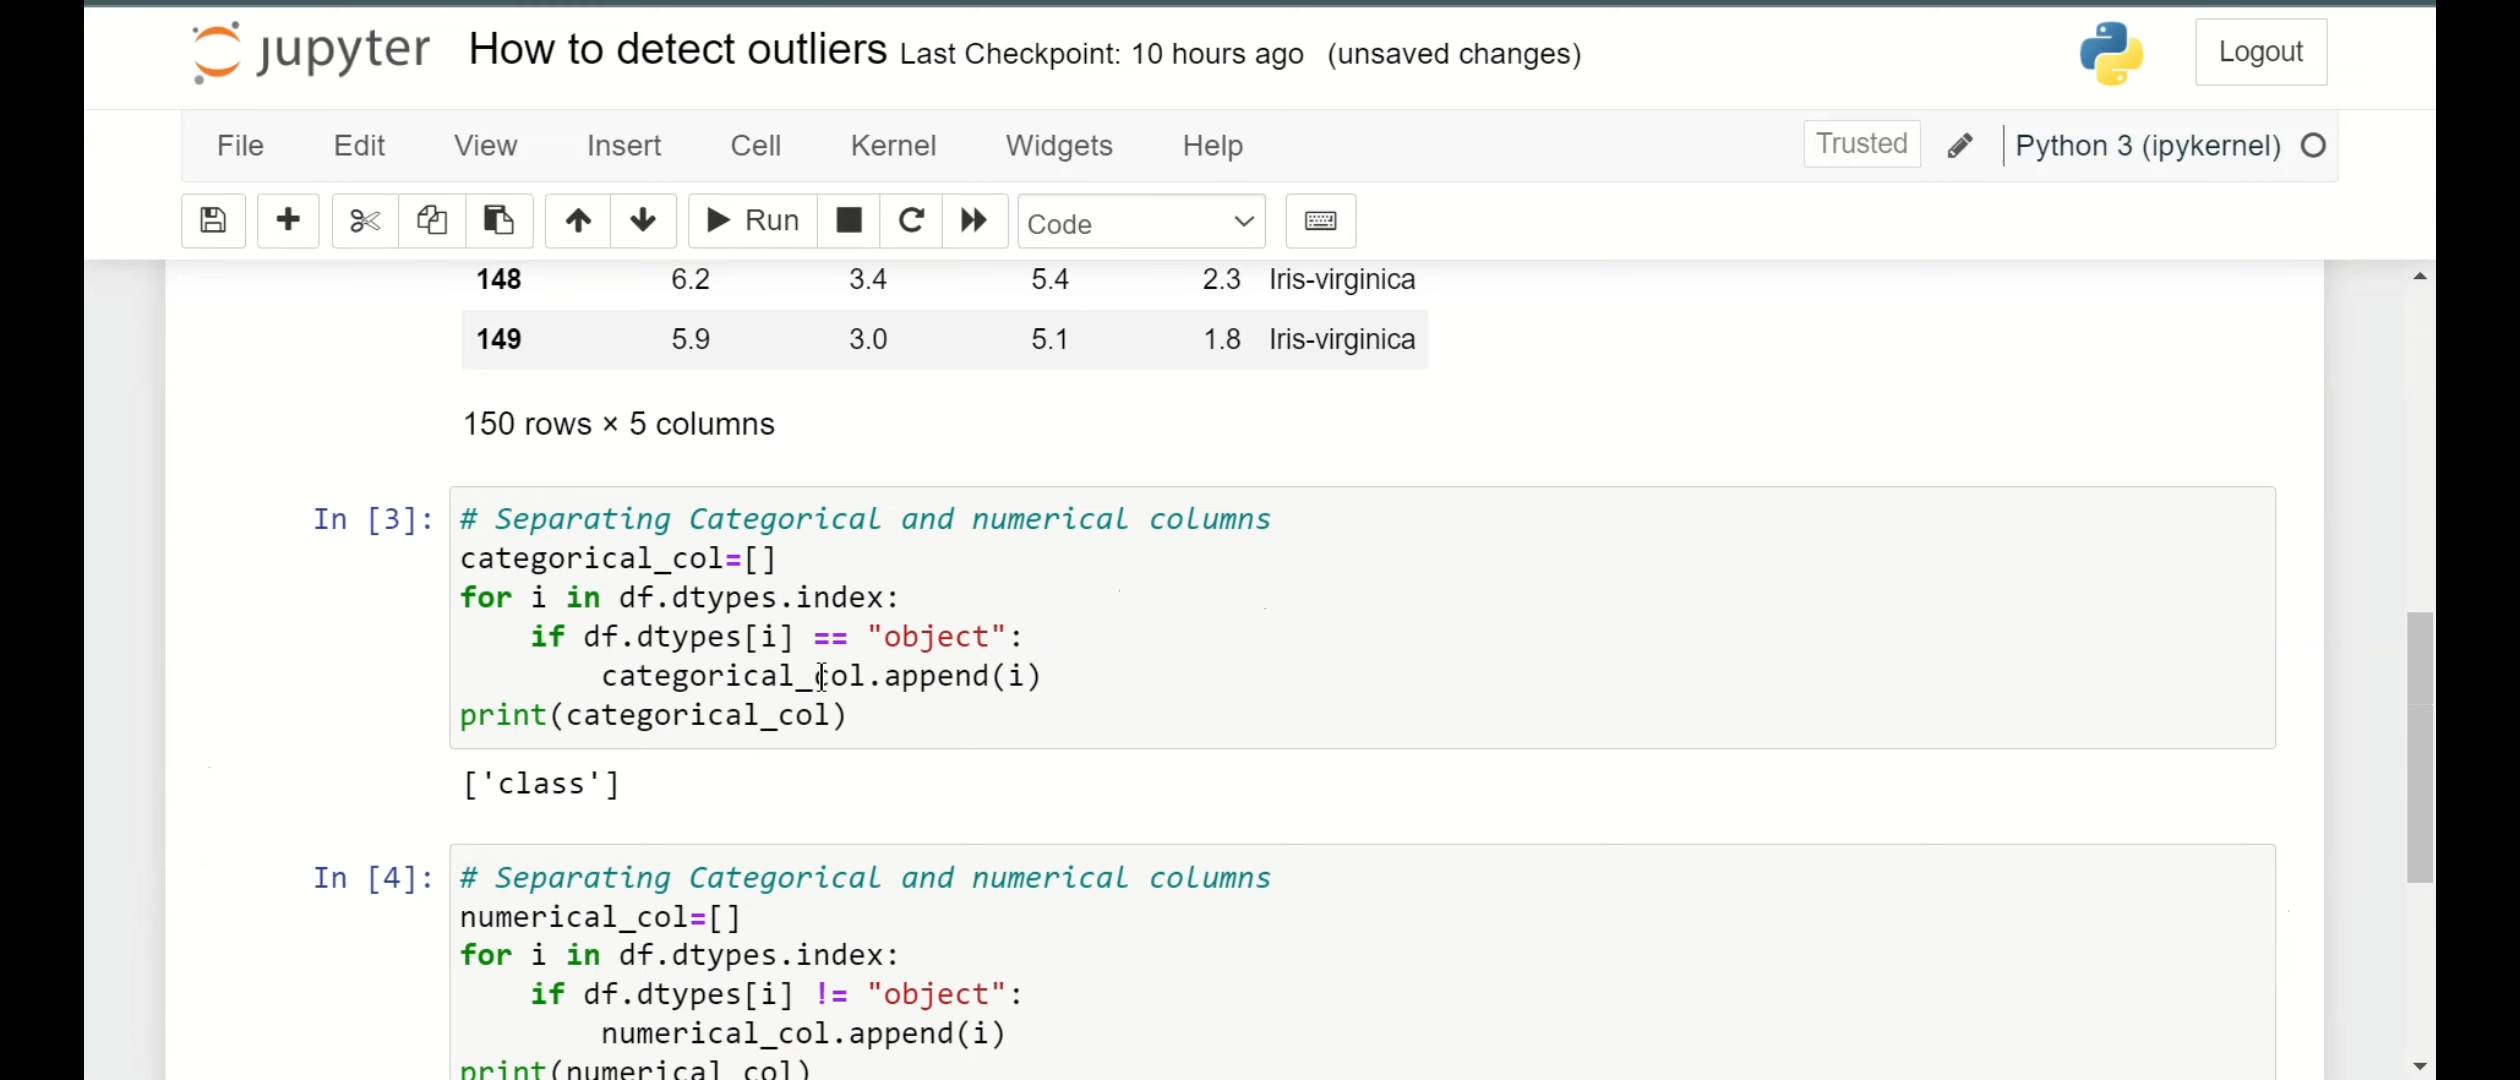 jupyter How to detect outliers Last Checkpoint: 10 hours ago (unsaved changes) Logout
File Edit View Insert Cell Kernel Widgets Help Trusted Python 3 (ipykernel)
Run Code
148 6.2 3.4 5.4 2.3 Iris-virginica
149 5.9 3.0 5.1 1.8 Iris-virginica
150 rows × 5 columns
In [3]: # Separating Categorical and numerical columns
categorical_col=[]
for i in df.dtypes.index:
    if df.dtypes[i] == "object":
        categorical_col.append(i)
print(categorical_col)
['class']
In [4]: # Separating Categorical and numerical columns
numerical_col=[]
for i in df.dtypes.index:
    if df.dtypes[i] != "object":
        numerical_col.append(i)
print(numerical_col)